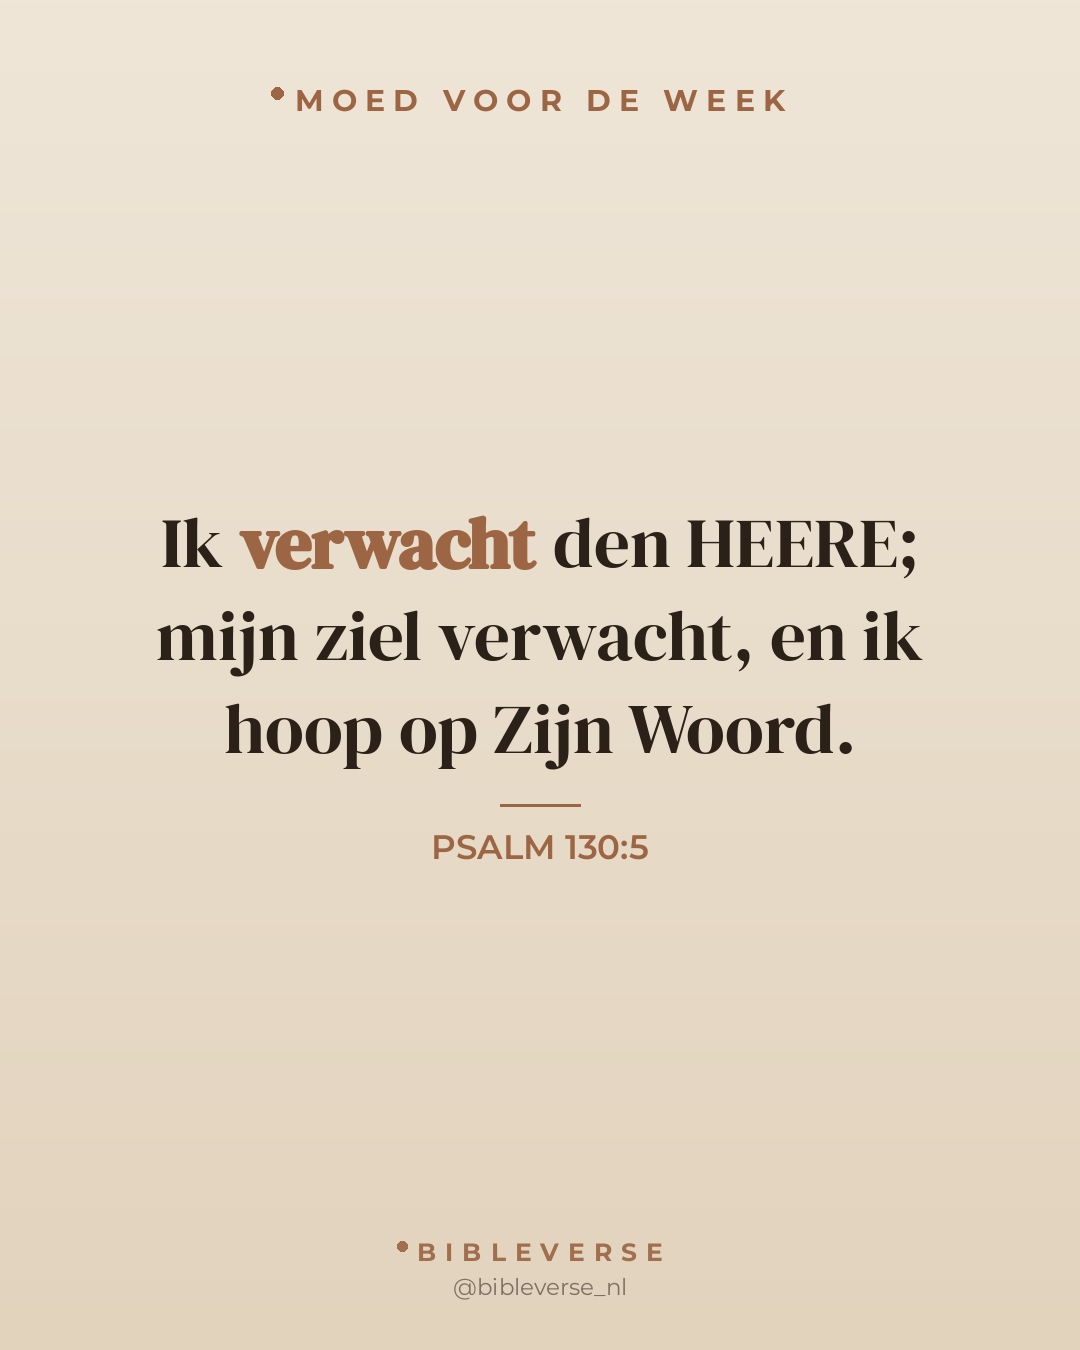 MOED VOOR DE WEEK
Ik verwacht den HEERE;
mijn ziel verwacht, en ik
hoop op Zijn Woord.
PSALM 130:5
BIBLEVERSE
@bibleverse_nl